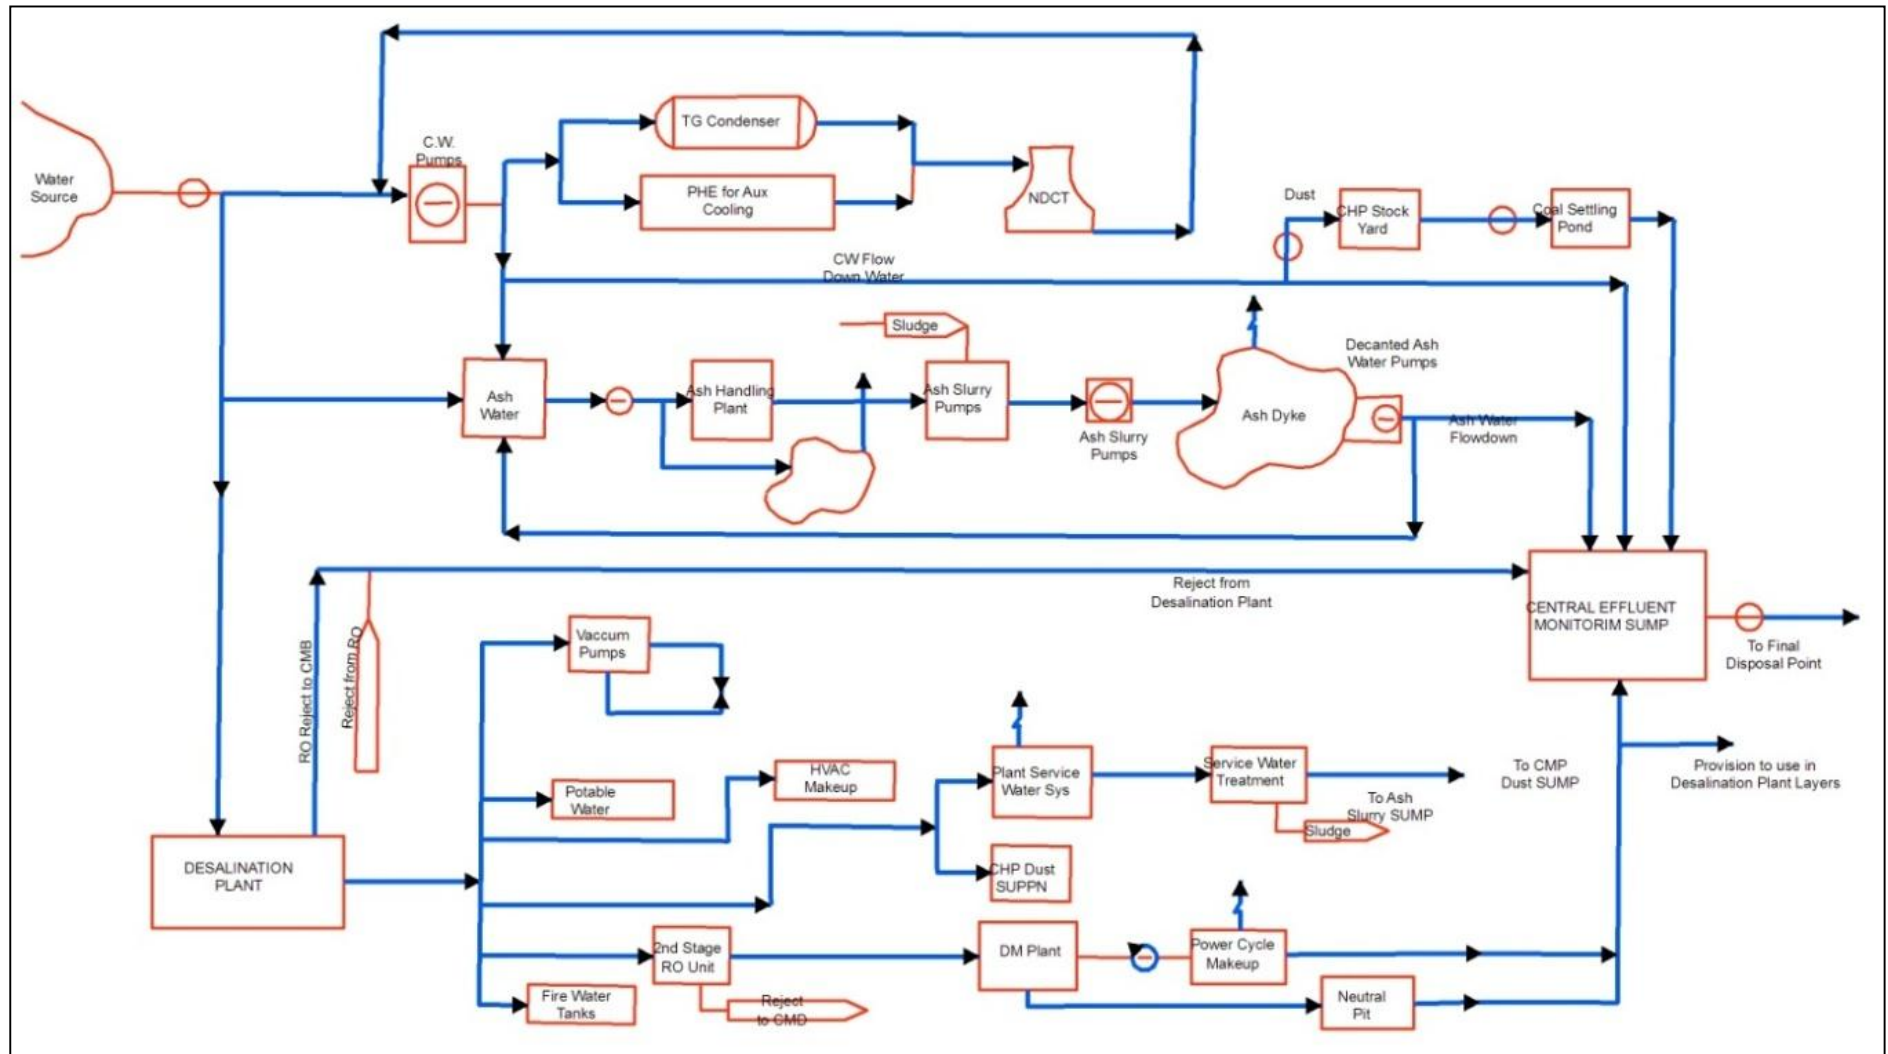 C.W.
Pumps
TG Condenser
Water
Source
PHE for Aux
Cooling
NDCT
Dust
CHP Stock
Yard
Coal Settling
Pond
CW Flow
Down Water
Sludge
Decanted Ash
Water Pumps
Ash
Water
Ash Handling
Plant
Ash Slurry
Pumps
Ash Slurry
Pumps
Ash Dyke
Ash Water
Flowdown
Reject from
Desalination Plant
CENTRAL EFFLUENT
MONITORIM SUMP
To Final
Disposal Point
RO Reject to CMB
Reject from RO
Vaccum
Pumps
Potable
Water
HVAC
Makeup
Plant Service
Water Sys
Service Water
Treatment
To CMP
Dust SUMP
Provision to use in
Desalination Plant Layers
To Ash
Slurry SUMP
Sludge
DESALINATION
PLANT
CHP Dust
SUPPN
2nd Stage
RO Unit
DM Plant
Power Cycle
Makeup
Fire Water
Tanks
Reject
to CMD
Neutral
Pit